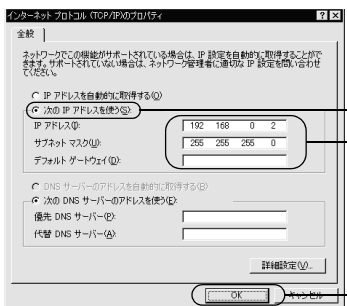 インターネット プロトコル (TCP/IP)のプロパティ
全般
ネットワークでこの機能がサポートされている場合は、IP 設定を自動的に取得することがで
きます。サポートされていない場合は、ネットワーク管理者に適切な IP 設定を問い合わせ
てください。
IP アドレスを自動的に取得する(O)
次の IP アドレスを使う(S):
IP アドレス(I): 192 168 0 2
サブネット マスク(U): 255 255 255 0
デフォルト ゲートウェイ(D):
DNS サーバーのアドレスを自動的に取得する(B)
次の DNS サーバーのアドレスを使う(E):
優先 DNS サーバー(P):
代替 DNS サーバー(A):
詳細設定(V)...
OK キャンセル